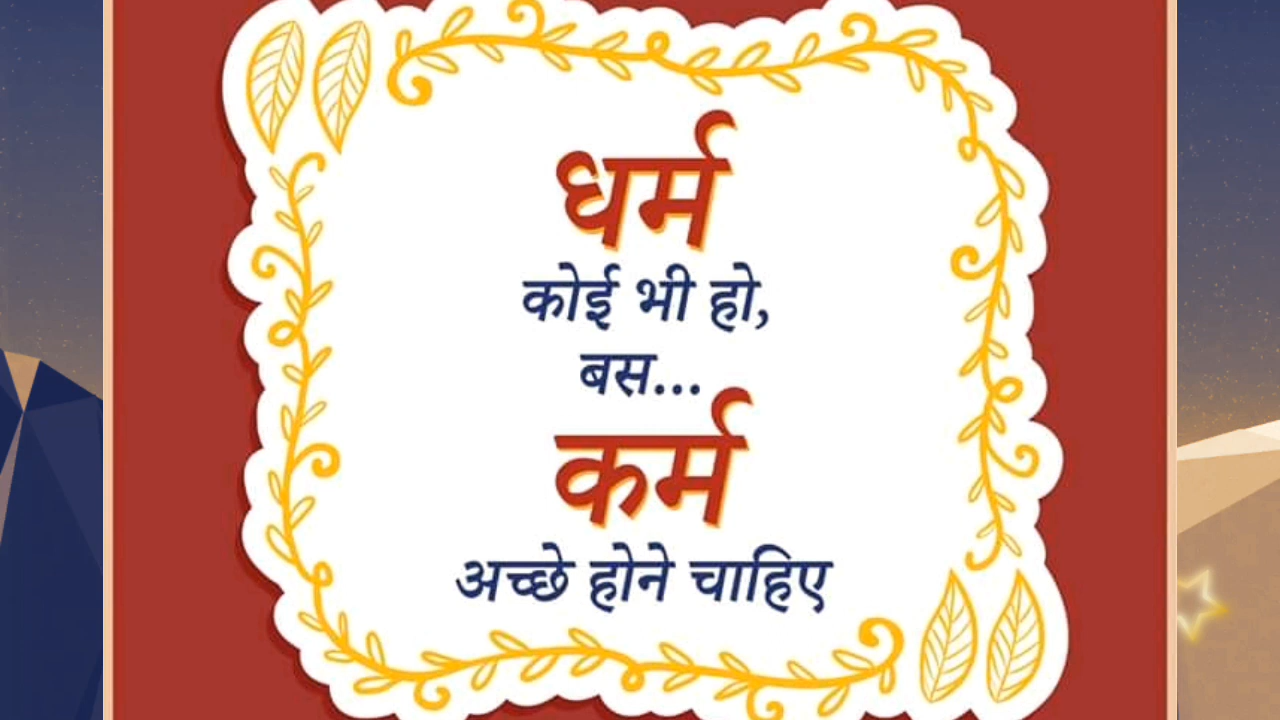 धर्म
कोई भी हो,
बस...
कर्म
अच्छे होने चाहिए